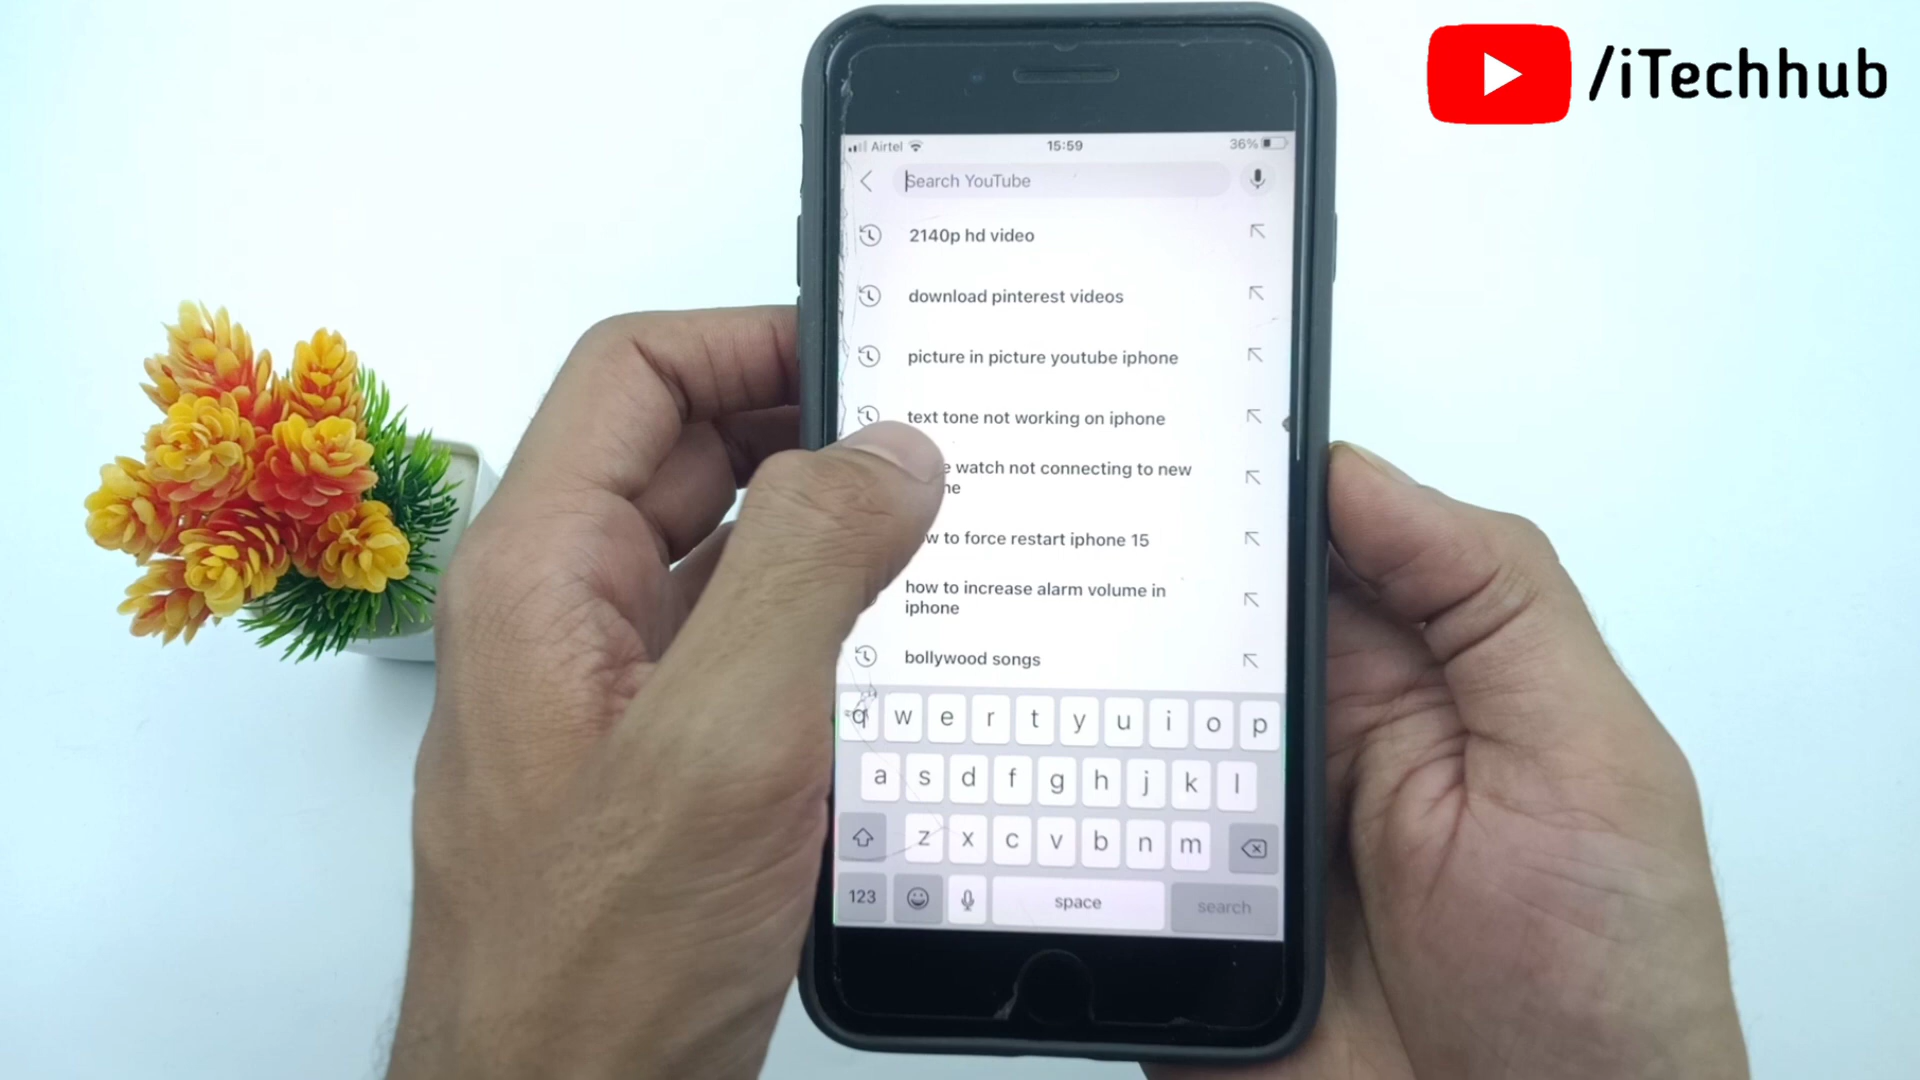 /iTechhub
Airtel 15:59 36%
Search YouTube
2140p hd video
download pinterest videos
picture in picture youtube iphone
text tone not working on iphone
watch not connecting to new
to force restart iphone 15
how to increase alarm volume in
iphone
bollywood songs
q w e r t y u i o p
a s d f g h j k l
z x c v b n m
123 space search